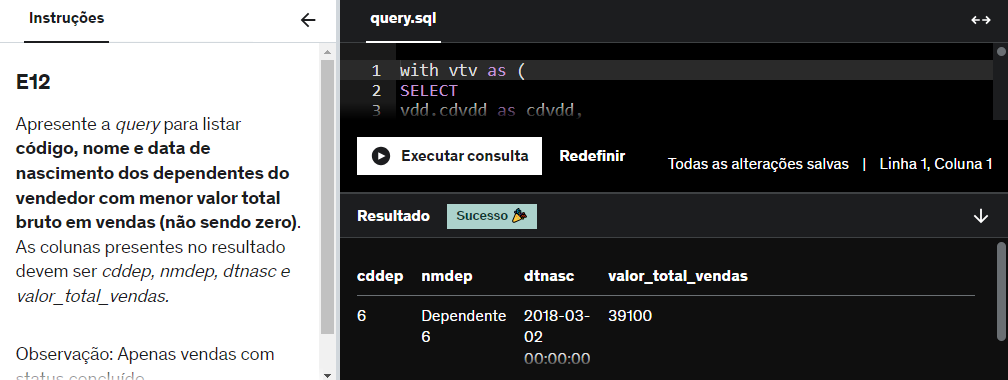 Instruções
E12
Apresente a query para listar
código, nome e data de
nascimento dos dependentes do
vendedor com menor valor total
bruto em vendas (não sendo zero).
As colunas presentes no resultado
devem ser cddep, nmdep, dtnasc e
valor_total_vendas.
Observação: Apenas vendas com
status concluído
query.sql
1 with vtv as (
2 SELECT
3 vdd.cdvdd as cdvdd,
Executar consulta Redefinir Todas as alterações salvas | Linha 1, Coluna 1
Resultado Sucesso
cddep nmdep dtnasc valor_total_vendas
6 Dependente 2018-03- 39100
6 02
00:00:00